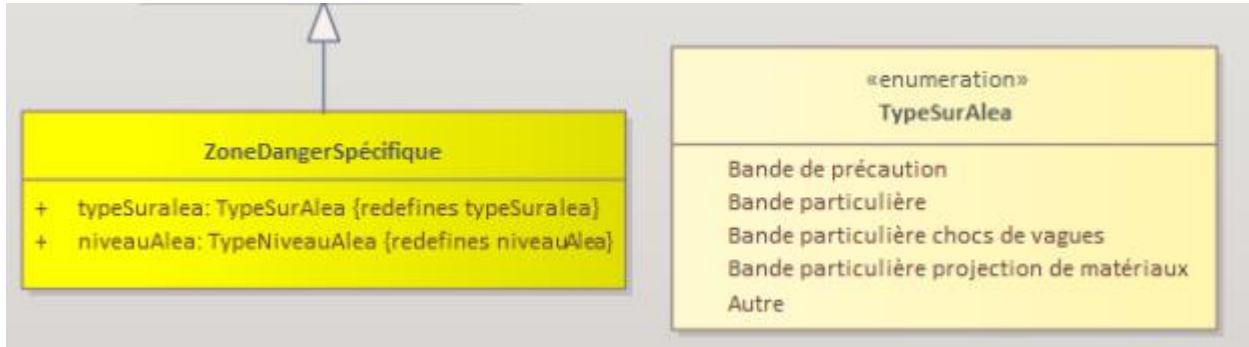 ZoneDangerSpécifique
+ typeSuralea: TypeSurAlea {redefines typeSuralea}
+ niveauAlea: TypeNiveauAlea {redefines niveauAlea}
«enumeration»
TypeSurAlea
Bande de précaution
Bande particulière
Bande particulière chocs de vagues
Bande particulière projection de matériaux
Autre